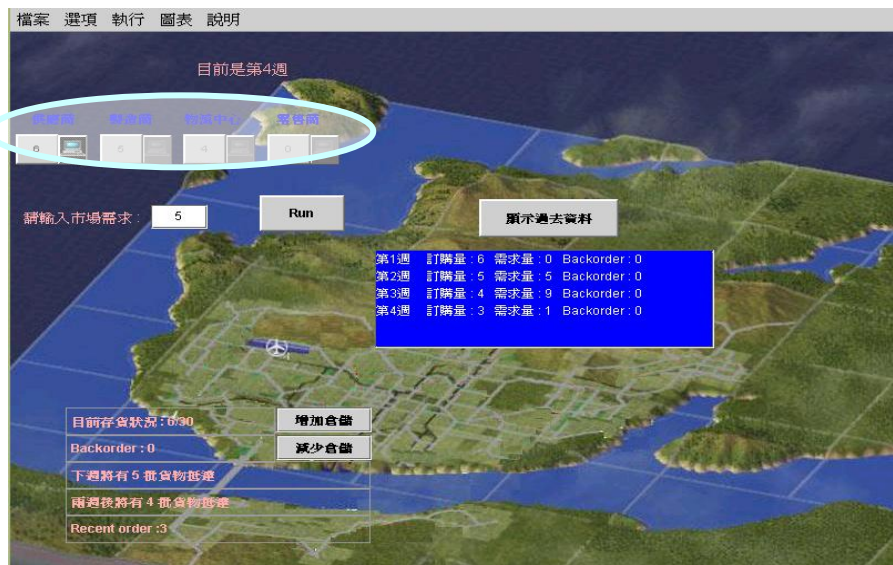 檔案 選項 執行 圖表 說明
目前是第4週
供應商 製造商 物流中心 零售商
6 5 4 0
請輸入市場需求： 5 Run 顯示過去資料
第1週 訂購量：6 需求量：0 Backorder：0
第2週 訂購量：5 需求量：5 Backorder：0
第3週 訂購量：4 需求量：9 Backorder：0
第4週 訂購量：3 需求量：1 Backorder：0
目前存貨狀況：6/30 增加倉儲
Backorder：0 減少倉儲
下週將有 5 批貨物抵達
兩週後將有 4 批貨物抵達
Recent order :3